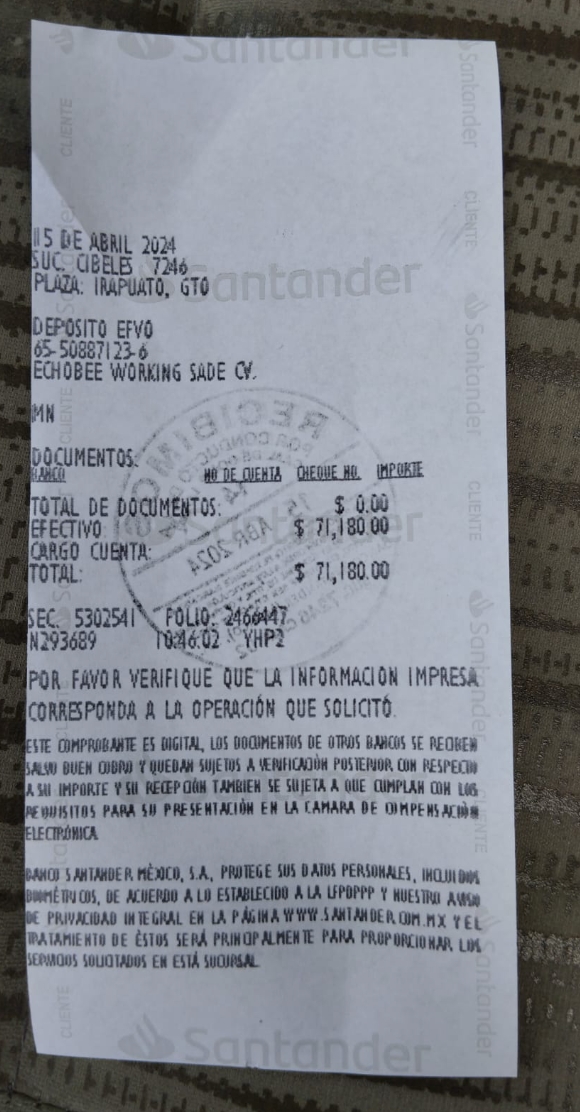 Santander
15 DE ABRIL 2024
SUC. CIBELES 7246
PLAZA: IRAPUATO, GTO
Santander
DEPOSITO EFVO
65-50887123-6
ECHOBEE WORKING SADE CV.
MN
RECIBIMOS
POR CONDUCTO
15 ABR 2024
DOCUMENTOS:
BANCO NO DE CUENTA CHEQUE NO. IMPORTE
TOTAL DE DOCUMENTOS: $ 0.00
EFECTIVO $ 71,180.00
CARGO CUENTA:
TOTAL: $ 71,180.00
SEC. 5302541 FOLIO: 2466447
N293689 10:46:02 YHP2
POR FAVOR VERIFIQUE QUE LA INFORMACION IMPRESA
CORRESPONDA A LA OPERACIÓN QUE SOLICITÓ.
ESTE COMPROBANTE ES DIGITAL, LOS DOCUMENTOS DE OTROS BANCOS SE RECIBEN
SALVO BUEN COBRO Y QUEDAN SUJETOS A VERIFICACIÓN POSTERIOR CON RESPECTO
A SU IMPORTE Y SU RECEPCIÓN TAMBIEN SE SUJETA A QUE CUMPLAN CON LOS
REQUISITOS PARA SU PRESENTACIÓN EN LA CAMARA DE COMPENSACIÓN
ELECTRÓNICA.
BANCO SANTANDER MÉXICO, S.A., PROTEGE SUS DATOS PERSONALES, INCLUIDOS
BIOMÉTRICOS, DE ACUERDO A LO ESTABLECIDO A LA LFPDPPP Y NUESTRO AVISO
DE PRIVACIDAD INTEGRAL EN LA PÁGINA WWW.SANTANDER.COM.MX Y EL
TRATAMIENTO DE ÉSTOS SERÁ PRINCIPALMENTE PARA PROPORCIONAR LOS
SERVICIOS SOLICITADOS EN ESTÁ SUCURSAL.
Santander
CLIENTE
Santander
CLIENTE
Santander
CLIENTE
Santander
CLIENTE
Santander